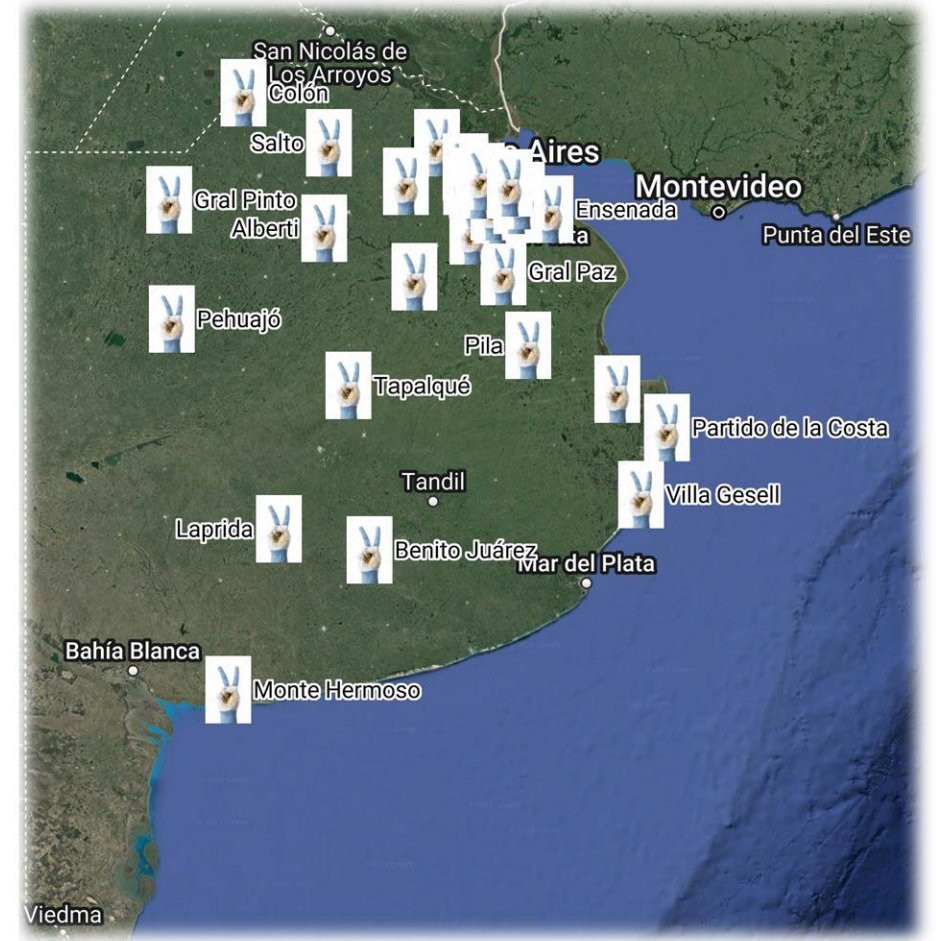 San Nicolás de
Los Arroyos
Colón
Salto
Aires
Montevideo
Gral Pinto
Ensenada
Alberti
Punta del Este
Gral Paz
Pehuajó
Pila
Tapalqué
Partido de la Costa
Tandil
Villa Gesell
Laprida
Benito Juárez
Mar del Plata
Bahía Blanca
Monte Hermoso
Viedma